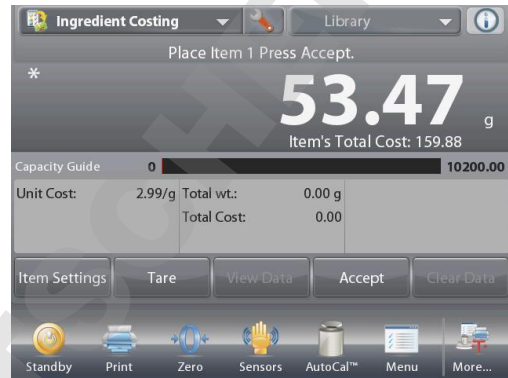 Ingredient Costing
Library
Place Item 1 Press Accept.
*
53.47 g
Item's Total Cost: 159.88
Capacity Guide 0 10200.00
Unit Cost: 2.99/g Total wt.: 0.00 g
Total Cost: 0.00
Item Settings Tare View Data Accept Clear Data
Standby Print Zero Sensors AutoCal™ Menu More...